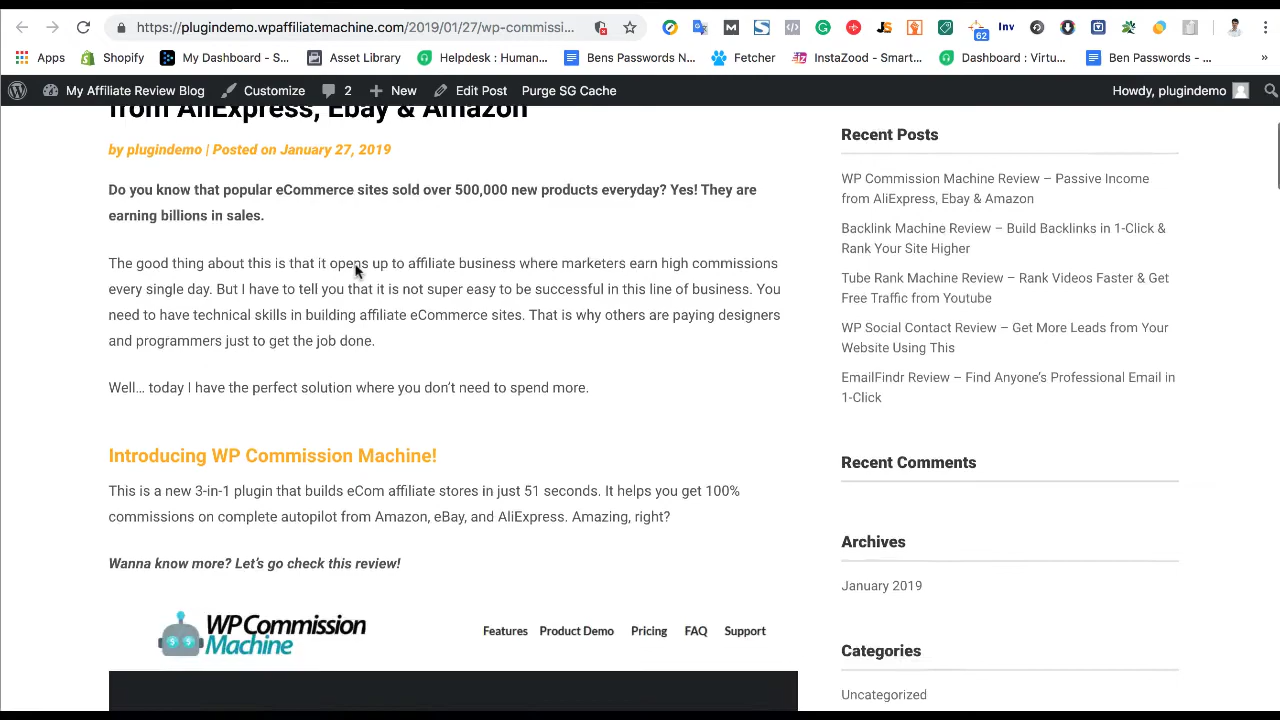 https://plugindemo.wpaffiliatemachine.com/2019/01/27/wp-commissi...
62
Inv
Apps
Shopify
My Dashboard - S...
Asset Library
Helpdesk : Human...
Bens Passwords N...
Fetcher
InstaZood - Smart...
Dashboard : Virtu...
Ben Passwords - ...
»
My Affiliate Review Blog
Customize
2
New
Edit Post
Purge SG Cache
Howdy, plugindemo
from AliExpress, Ebay & Amazon
by plugindemo | Posted on January 27, 2019
Do you know that popular eCommerce sites sold over 500,000 new products everyday? Yes! They are
earning billions in sales.
The good thing about this is that it opens up to affiliate business where marketers earn high commissions
every single day. But I have to tell you that it is not super easy to be successful in this line of business. You
need to have technical skills in building affiliate eCommerce sites. That is why others are paying designers
and programmers just to get the job done.
Well... today I have the perfect solution where you don't need to spend more.
Introducing WP Commission Machine!
This is a new 3-in-1 plugin that builds eCom affiliate stores in just 51 seconds. It helps you get 100%
commissions on complete autopilot from Amazon, eBay, and AliExpress. Amazing, right?
Wanna know more? Let's go check this review!
WP Commission
Machine
Features
Product Demo
Pricing
FAQ
Support
Recent Posts
WP Commission Machine Review – Passive Income
from AliExpress, Ebay & Amazon
Backlink Machine Review – Build Backlinks in 1-Click &
Rank Your Site Higher
Tube Rank Machine Review – Rank Videos Faster & Get
Free Traffic from Youtube
WP Social Contact Review – Get More Leads from Your
Website Using This
EmailFindr Review – Find Anyone's Professional Email in
1-Click
Recent Comments
Archives
January 2019
Categories
Uncategorized